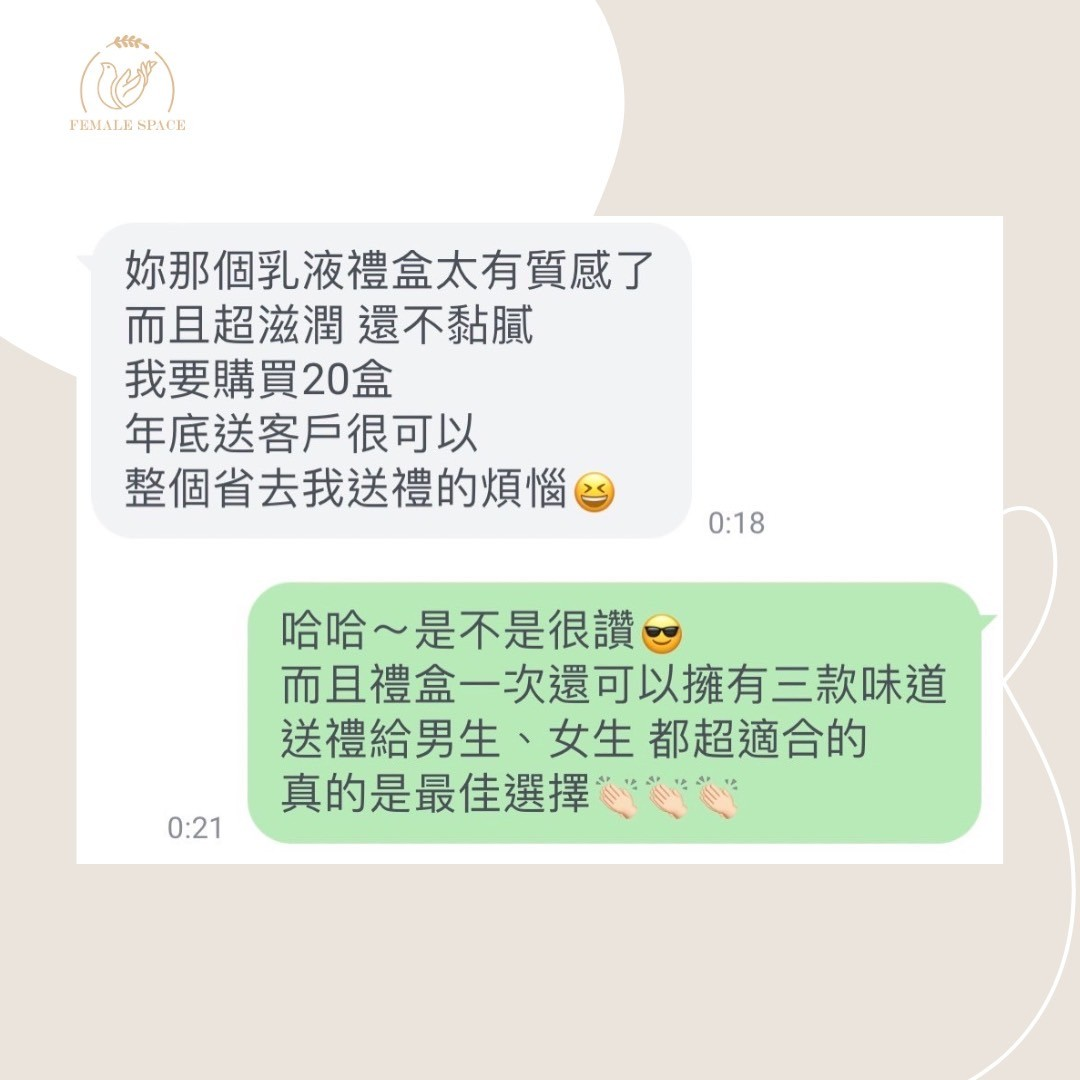 FEMALE SPACE
妳那個乳液禮盒太有質感了
而且超滋潤 還不黏膩
我要購買20盒
年底送客戶很可以
整個省去我送禮的煩惱😆
0:18
哈哈～是不是很讚😎
而且禮盒一次還可以擁有三款味道
送禮給男生、女生 都超適合的
真的是最佳選擇👏🏻👏🏻👏🏻
0:21